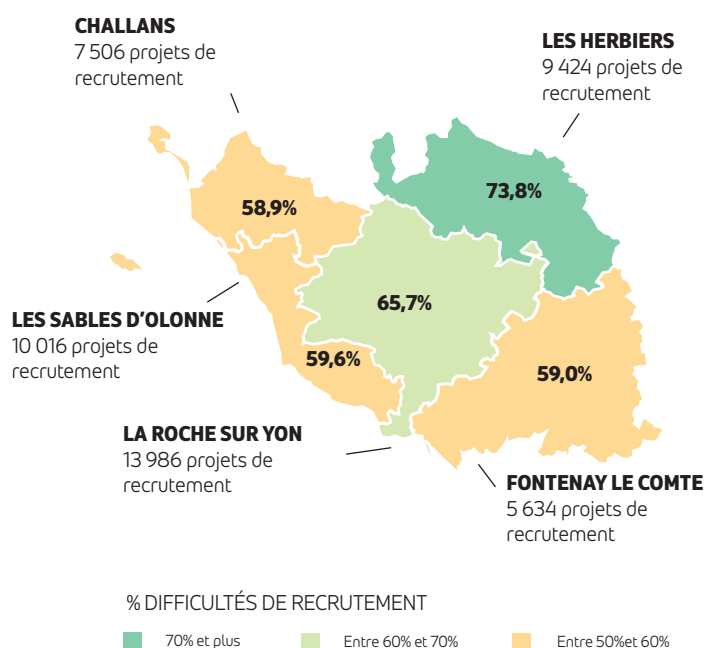 CHALLANS
7 506 projets de
recrutement
LES HERBIERS
9 424 projets de
recrutement
73,8%
58,9%
65,7%
LES SABLES D'OLONNE
10 016 projets de
recrutement
59,6%
59,0%
LA ROCHE SUR YON
13 986 projets de
recrutement
FONTENAY LE COMTE
5 634 projets de
recrutement
% DIFFICULTÉS DE RECRUTEMENT
70% et plus
Entre 60% et 70%
Entre 50%et 60%